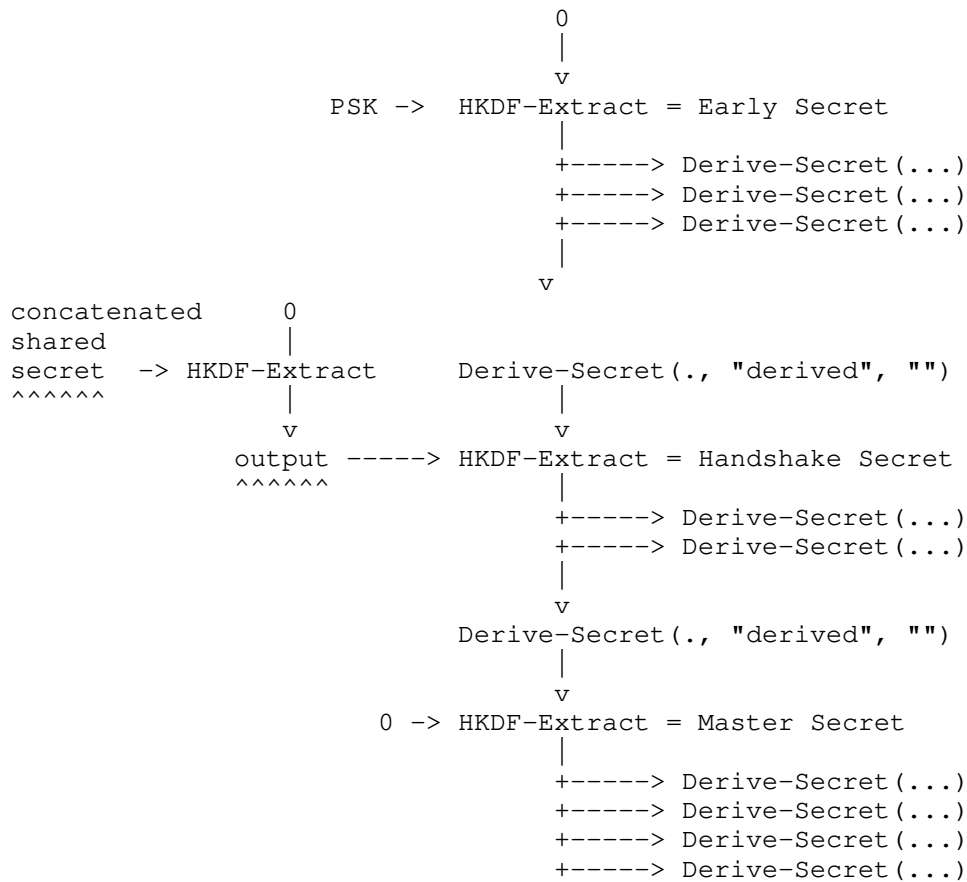 0
                                    |
                                    v
                     PSK ->  HKDF-Extract = Early Secret
                                    |
                                    +-----> Derive-Secret(...)
                                    +-----> Derive-Secret(...)
                                    +-----> Derive-Secret(...)
                                    |
                                   v
concatenated     0
shared           |
secret  -> HKDF-Extract      Derive-Secret(., "derived", "")
^^^^^^           |                  |
                 v                  v
              output -----> HKDF-Extract = Handshake Secret
              ^^^^^^                |
                                    +-----> Derive-Secret(...)
                                    +-----> Derive-Secret(...)
                                    |
                                    v
                             Derive-Secret(., "derived", "")
                                    |
                                    v
                        0 -> HKDF-Extract = Master Secret
                                    |
                                    +-----> Derive-Secret(...)
                                    +-----> Derive-Secret(...)
                                    +-----> Derive-Secret(...)
                                    +-----> Derive-Secret(...)